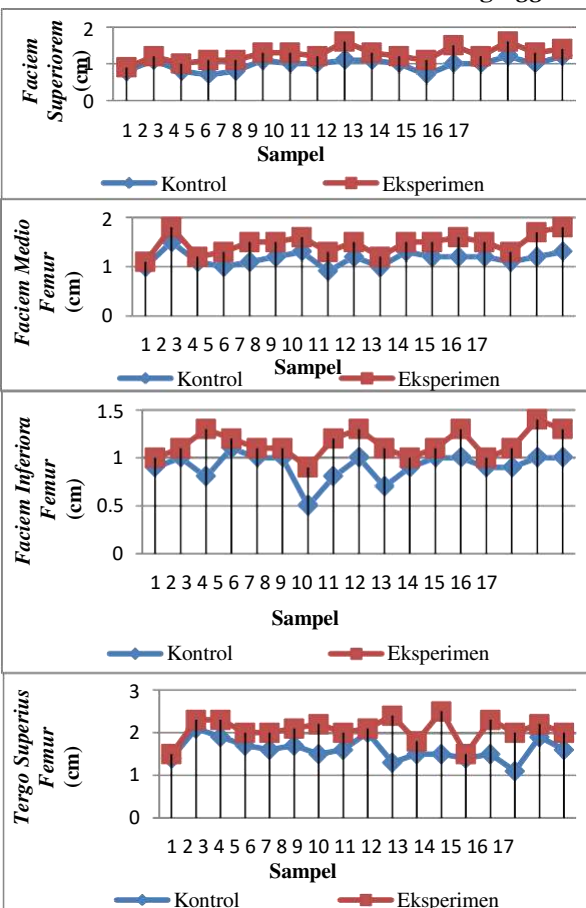 2
1
0
Faciem
Superiorem
(cm)
1 2 3 4 5 6 7 8 9 10 11 12 13 14 15 16 17
Sampel
Kontrol Eksperimen
2
1
0
Faciem Medio
Femur
(cm)
1 2 3 4 5 6 7 8 9 10 11 12 13 14 15 16 17
Sampel
Kontrol Eksperimen
1.5
1
0.5
0
Faciem Inferiora
Femur
(cm)
1 2 3 4 5 6 7 8 9 10 11 12 13 14 15 16 17
Sampel
Kontrol Eksperimen
3
2
1
0
Tergo Superius
Femur
(cm)
1 2 3 4 5 6 7 8 9 10 11 12 13 14 15 16 17
Sampel
Kontrol Eksperimen